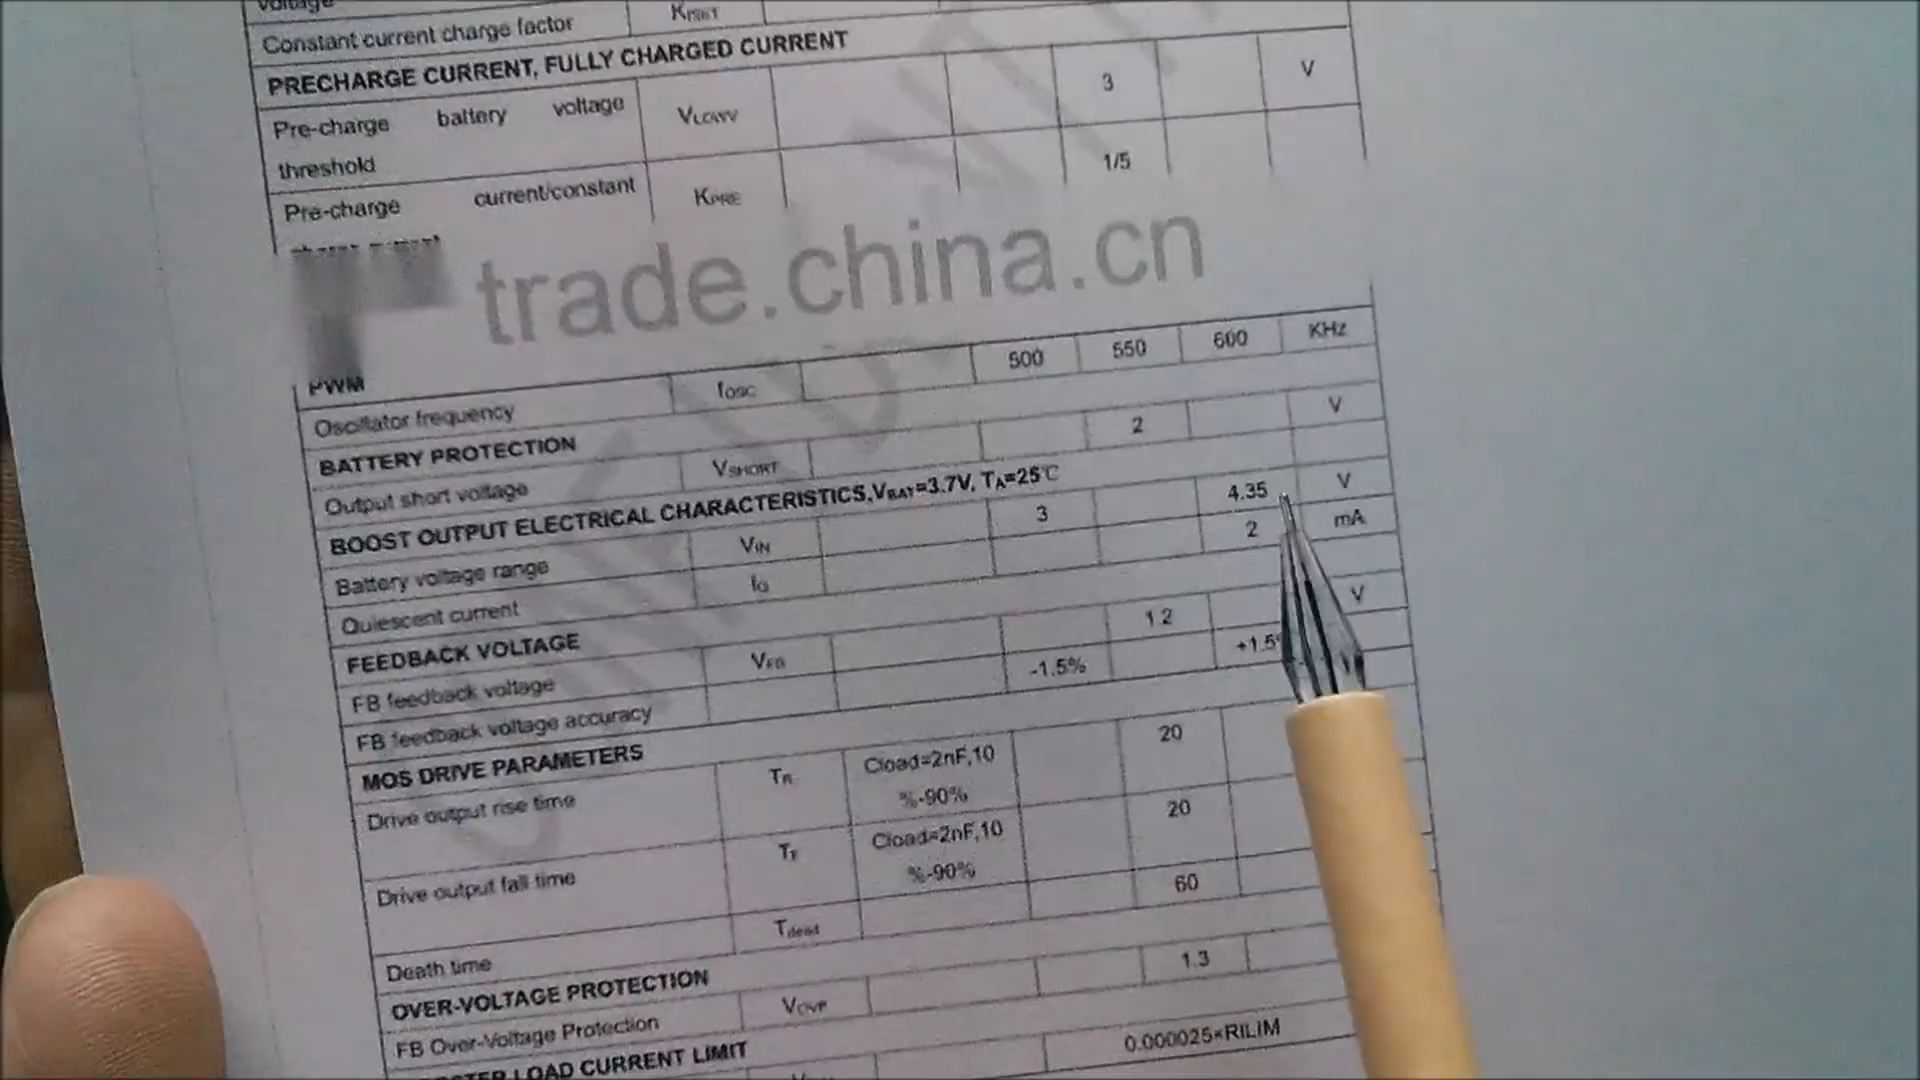 Voltage
Constant current charge factor
PRECHARGE CURRENT, FULLY CHARGED CURRENT
Pre-charge battery voltage threshold VLOWV 3 V
Pre-charge current/constant KPRE 1/5
trade.china.cn
PWM
Oscillator frequency fOSC 500 550 600 KHz
BATTERY PROTECTION
Output short voltage VSHORT 2 V
BOOST OUTPUT ELECTRICAL CHARACTERISTICS,VBAT=3.7V, TA=25℃
Battery voltage range VIN 3 4.35 V
Quiescent current IQ 2 mA
FEEDBACK VOLTAGE
FB feedback voltage VFB 1.2 V
FB feedback voltage accuracy -1.5% +1.5
MOS DRIVE PARAMETERS
Drive output rise time TR Cload=2nF,10%-90% 20
Drive output fall time TF Cload=2nF,10%-90% 20
Death time Tdead 60
OVER-VOLTAGE PROTECTION
FB Over-Voltage Protection VOVP 1.3
LOAD CURRENT LIMIT
0.000025*RILIM